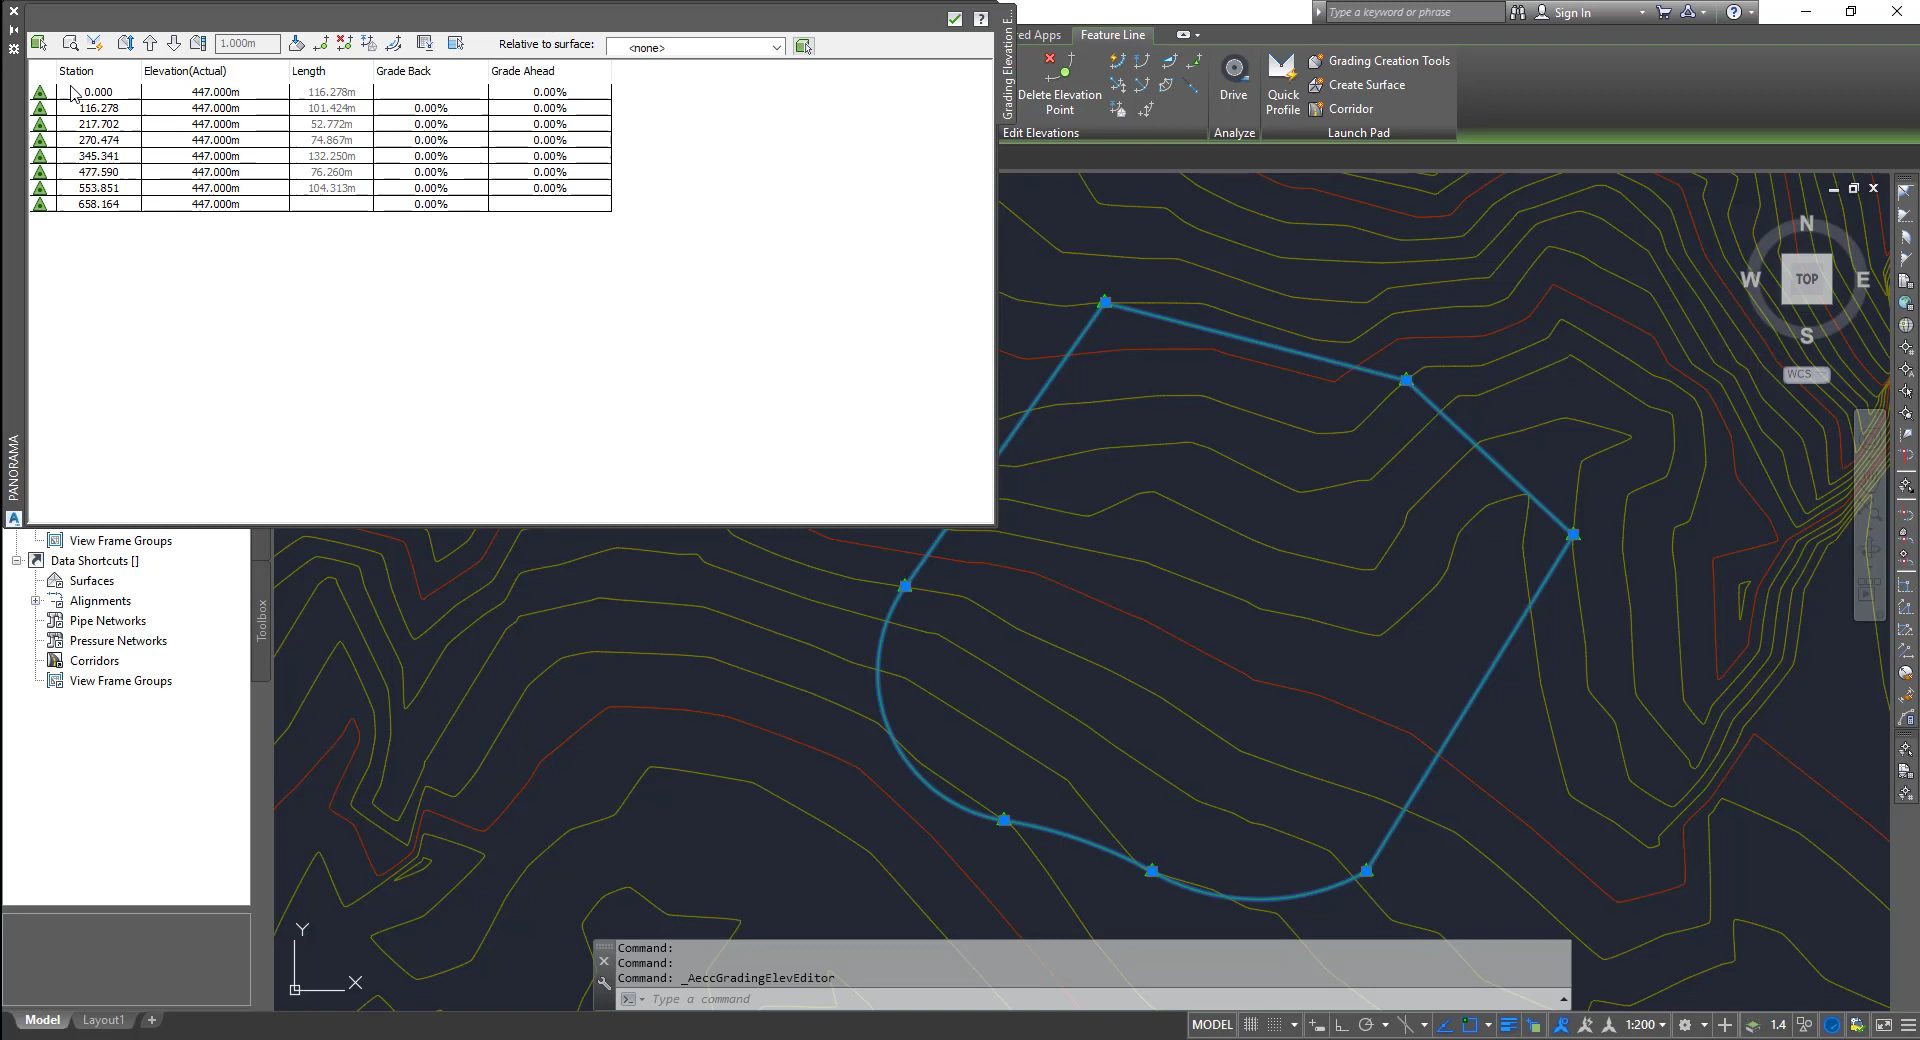 Type a keyword or phrase
Sign In
?
1.000m
Relative to surface:
<none>
Station Elevation(Actual) Length Grade Back Grade Ahead
0.000 447.000m 116.278m 0.00%
116.278 447.000m 101.424m 0.00% 0.00%
217.702 447.000m 52.772m 0.00% 0.00%
270.474 447.000m 74.867m 0.00% 0.00%
345.341 447.000m 132.250m 0.00% 0.00%
477.590 447.000m 76.260m 0.00% 0.00%
553.851 447.000m 104.313m 0.00% 0.00%
658.164 447.000m 0.00%
PANORAMA
Grading Elevation E...
red Apps
Feature Line
Delete Elevation
Point
Edit Elevations
Drive
Analyze
Quick
Profile
Grading Creation Tools
Create Surface
Corridor
Launch Pad
N
W
TOP
E
S
WCS
View Frame Groups
Data Shortcuts []
Surfaces
Alignments
Pipe Networks
Pressure Networks
Corridors
View Frame Groups
Toolbox
Y
X
Command:
Command:
Command: _AeccGradingElevEditor
Type a command
Model
Layout1
+
MODEL
1:200
1.4